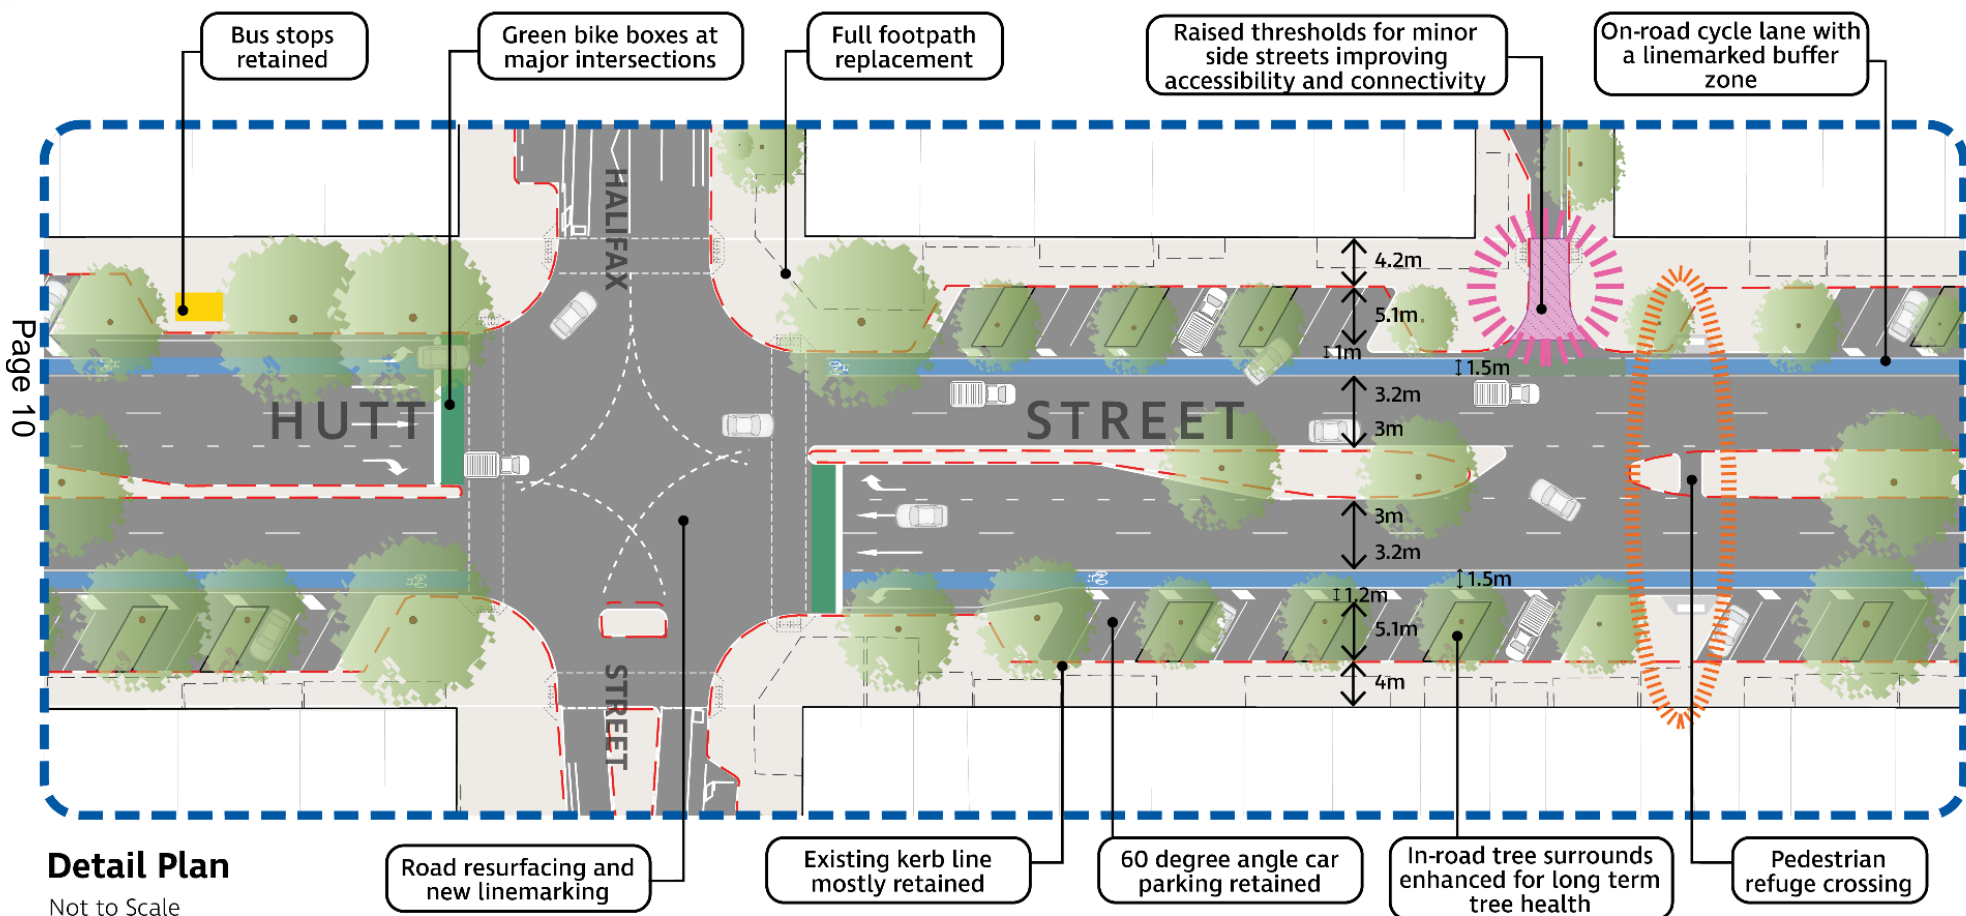 Bus stops
retained
Green bike boxes at
major intersections
Full footpath
replacement
Raised thresholds for minor
side streets improving
accessibility and connectivity
On-road cycle lane with
a linemarked buffer
zone
HALIFAX
4.2m
5.1m
1m
1.5m
3.2m
3m
HUTT
STREET
3m
3.2m
1.5m
1.2m
5.1m
4m
STREET
Page 10
Detail Plan
Not to Scale
Road resurfacing and
new linemarking
Existing kerb line
mostly retained
60 degree angle car
parking retained
In-road tree surrounds
enhanced for long term
tree health
Pedestrian
refuge crossing